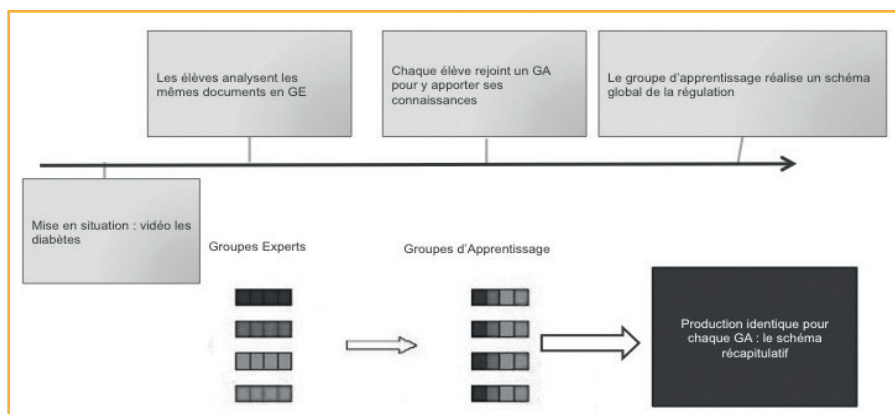 Les élèves analysent les
mêmes documents en GE
Chaque élève rejoint un GA
pour y apporter ses
connaissances
Le groupe d'apprentissage réalise un schéma
global de la régulation
Mise en situation : vidéo les
diabètes
Groupes Experts
Groupes d'Apprentissage
Production identique pour
chaque GA : le schéma
récapitulatif